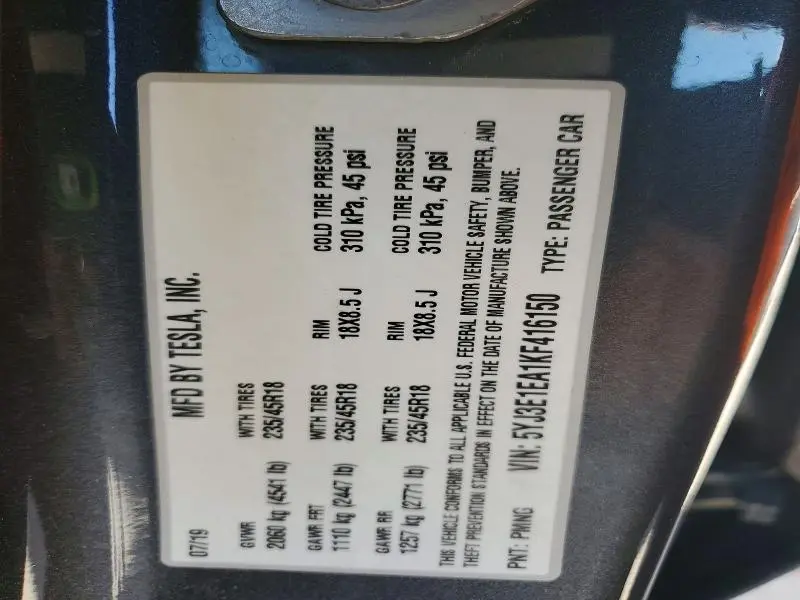 MFD BY TESLA, INC.
07/19
GVWR WITH TIRES
2060 kg (4541 lb) 235/45R18
GAWR FRT WITH TIRES RIM COLD TIRE PRESSURE
1110 kg (2447 lb) 235/45R18 18X8.5 J 310 kPa, 45 psi
GAWR RR WITH TIRES RIM COLD TIRE PRESSURE
1257 kg (2771 lb) 235/45R18 18X8.5 J 310 kPa, 45 psi
THIS VEHICLE CONFORMS TO ALL APPLICABLE U.S. FEDERAL MOTOR VEHICLE SAFETY, BUMPER, AND
THEFT PREVENTION STANDARDS IN EFFECT ON THE DATE OF MANUFACTURE SHOWN ABOVE.
PKT: PMNG VIN: 5YJ3E1EA1KF416150 TYPE: PASSENGER CAR